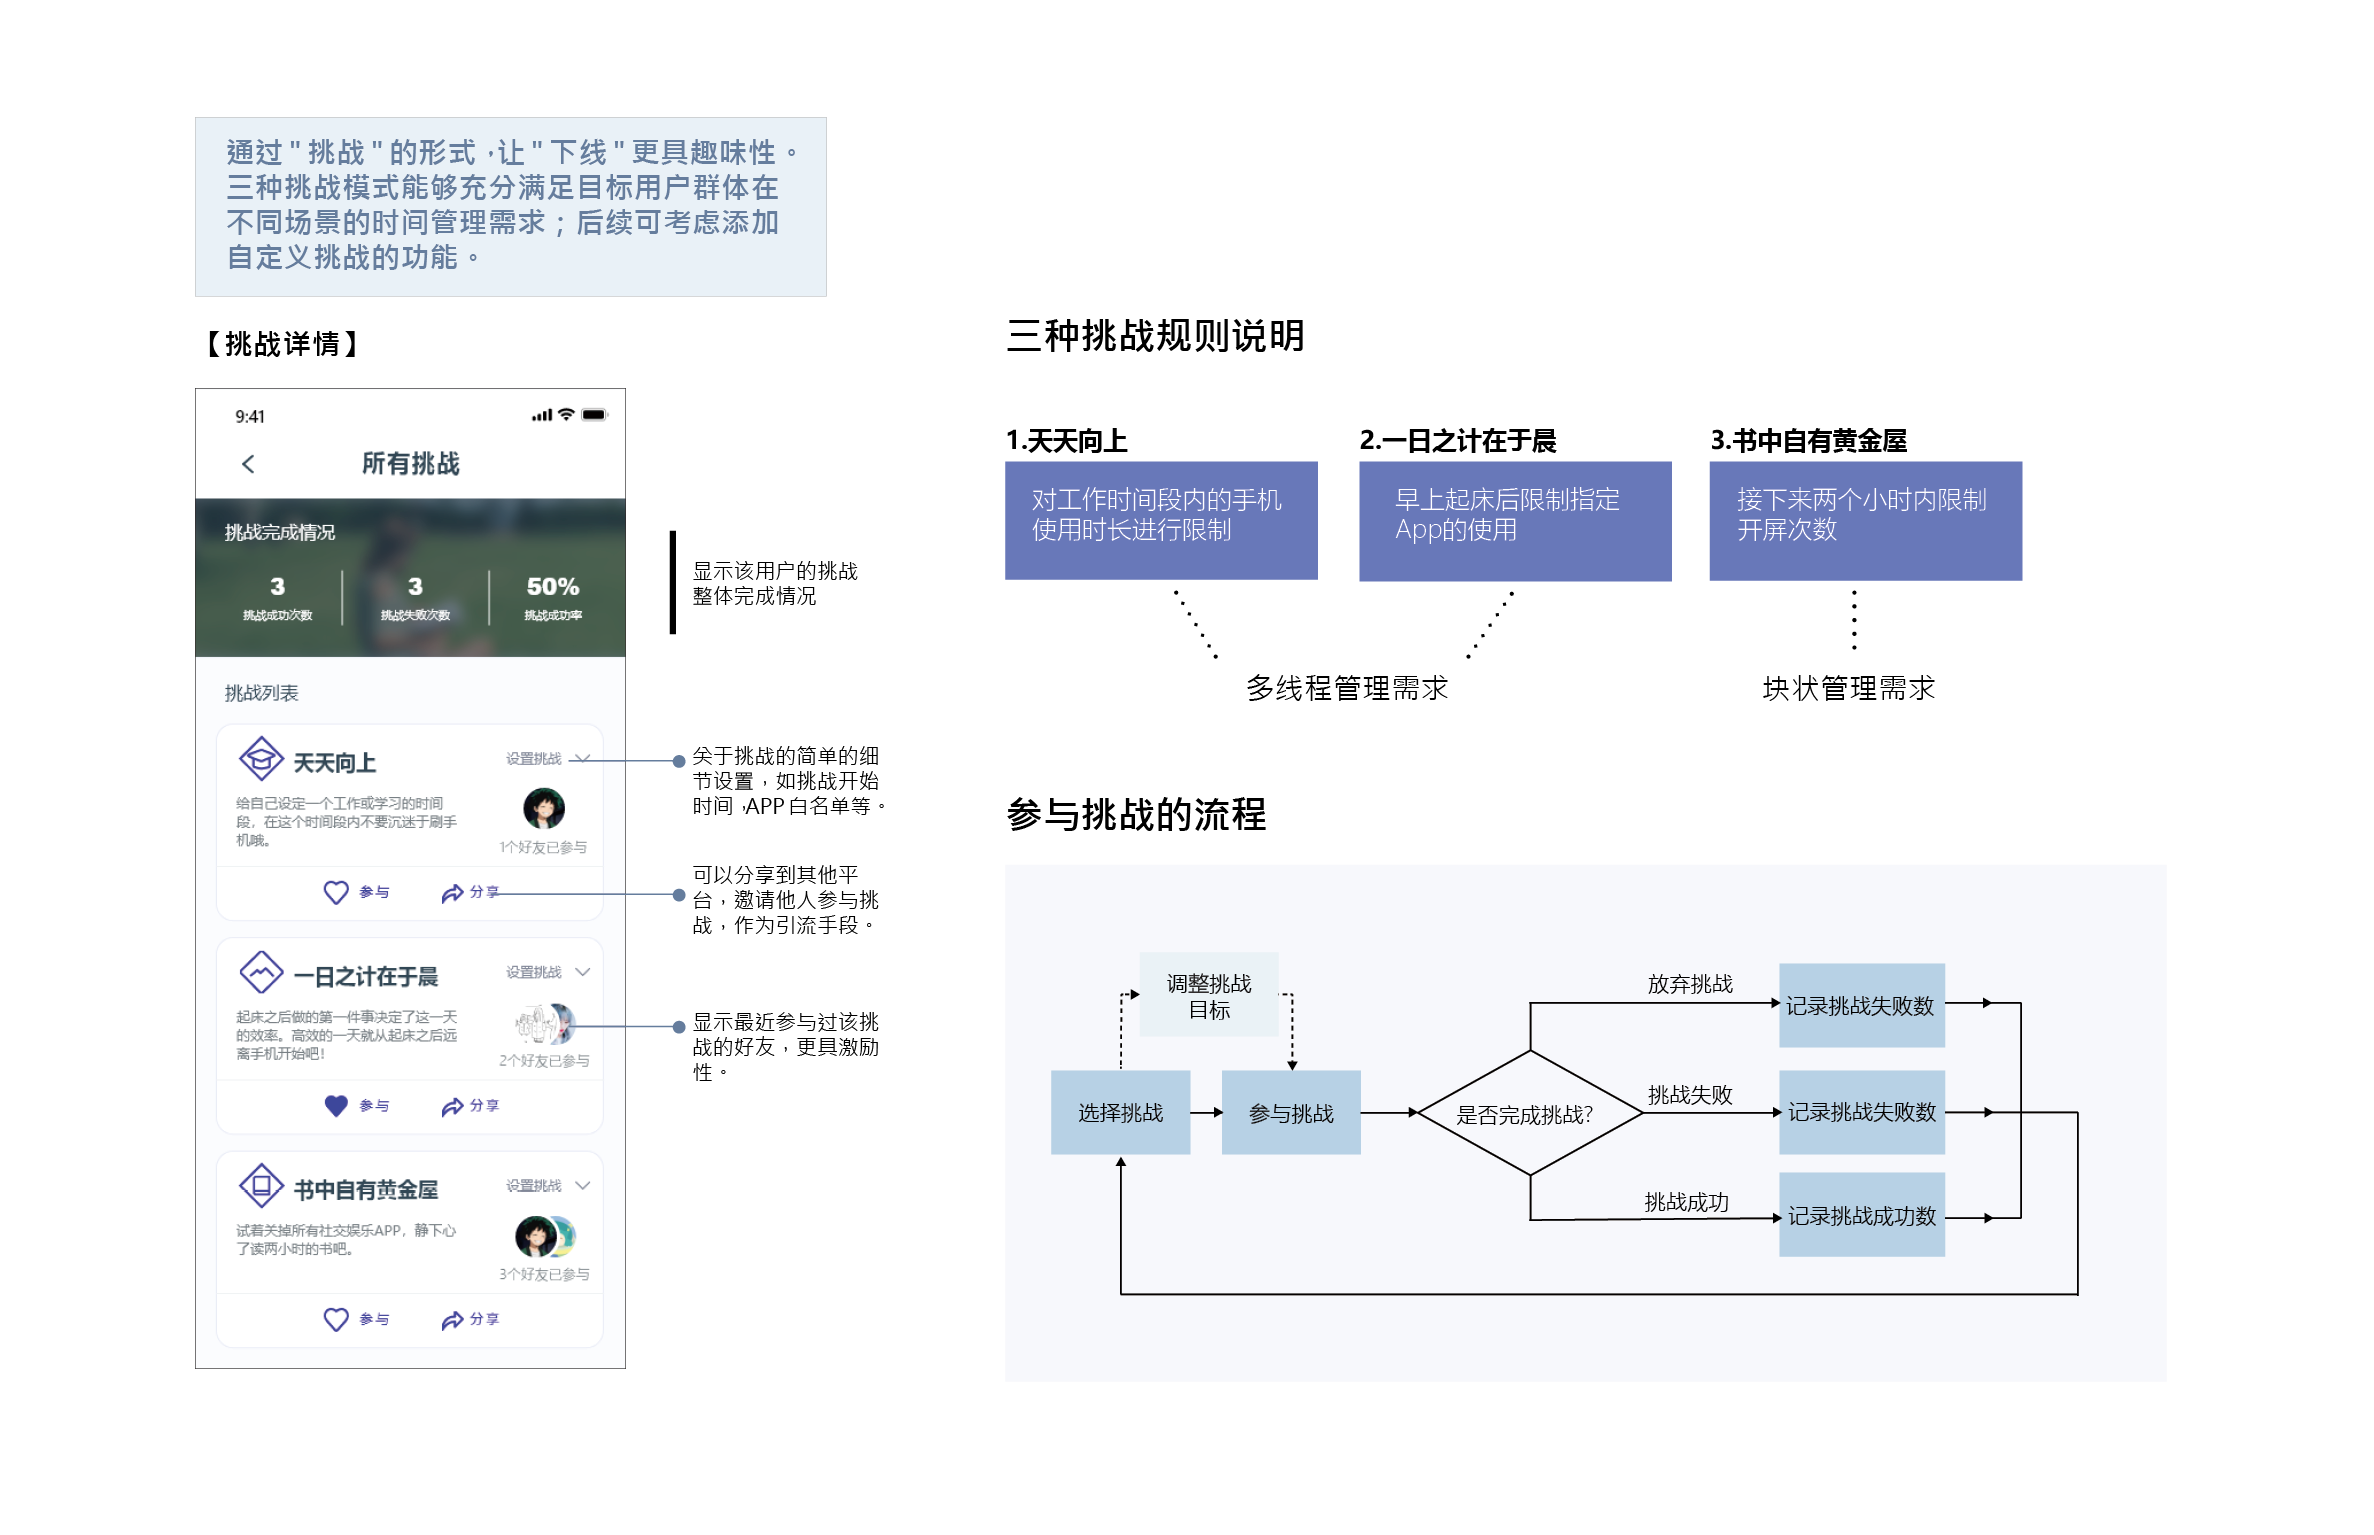 通过"挑战"的形式，让"下线"更具趣味性。
三种挑战模式能够充分满足目标用户群体在
不同场景的时间管理需求；后续可考虑添加
自定义挑战的功能。
【挑战详情】
9:41
所有挑战
挑战完成情况
3
3
50%
挑战成功次数
挑战失败次数
挑战成功率
显示该用户的挑战
整体完成情况
挑战列表
天天向上
设置挑战
给自己设定一个工作或学习的时间
段，在这个时间段内不要沉迷于刷手
机哦。
1个好友已参与
参与
分享
关于挑战的简单的细
节设置，如挑战开始
时间，APP白名单等。
可以分享到其他平
台，邀请他人参与挑
战，作为引流手段。
一日之计在于晨
设置挑战
起床之后做的第一件事决定了这一天
的效率。高效的一天就从起床之后远
离手机开始吧！
2个好友已参与
参与
分享
显示最近参与过该挑
战的好友，更具激励
性。
书中自有黄金屋
设置挑战
试着关掉所有社交娱乐APP，静下心
了读两小时的书吧。
3个好友已参与
参与
分享
三种挑战规则说明
1.天天向上
对工作时间段内的手机
使用时长进行限制
2.一日之计在于晨
早上起床后限制指定
App的使用
3.书中自有黄金屋
接下来两个小时内限制
开屏次数
多线程管理需求
块状管理需求
参与挑战的流程
调整挑战
目标
选择挑战
参与挑战
是否完成挑战?
放弃挑战
记录挑战失败数
挑战失败
记录挑战失败数
挑战成功
记录挑战成功数